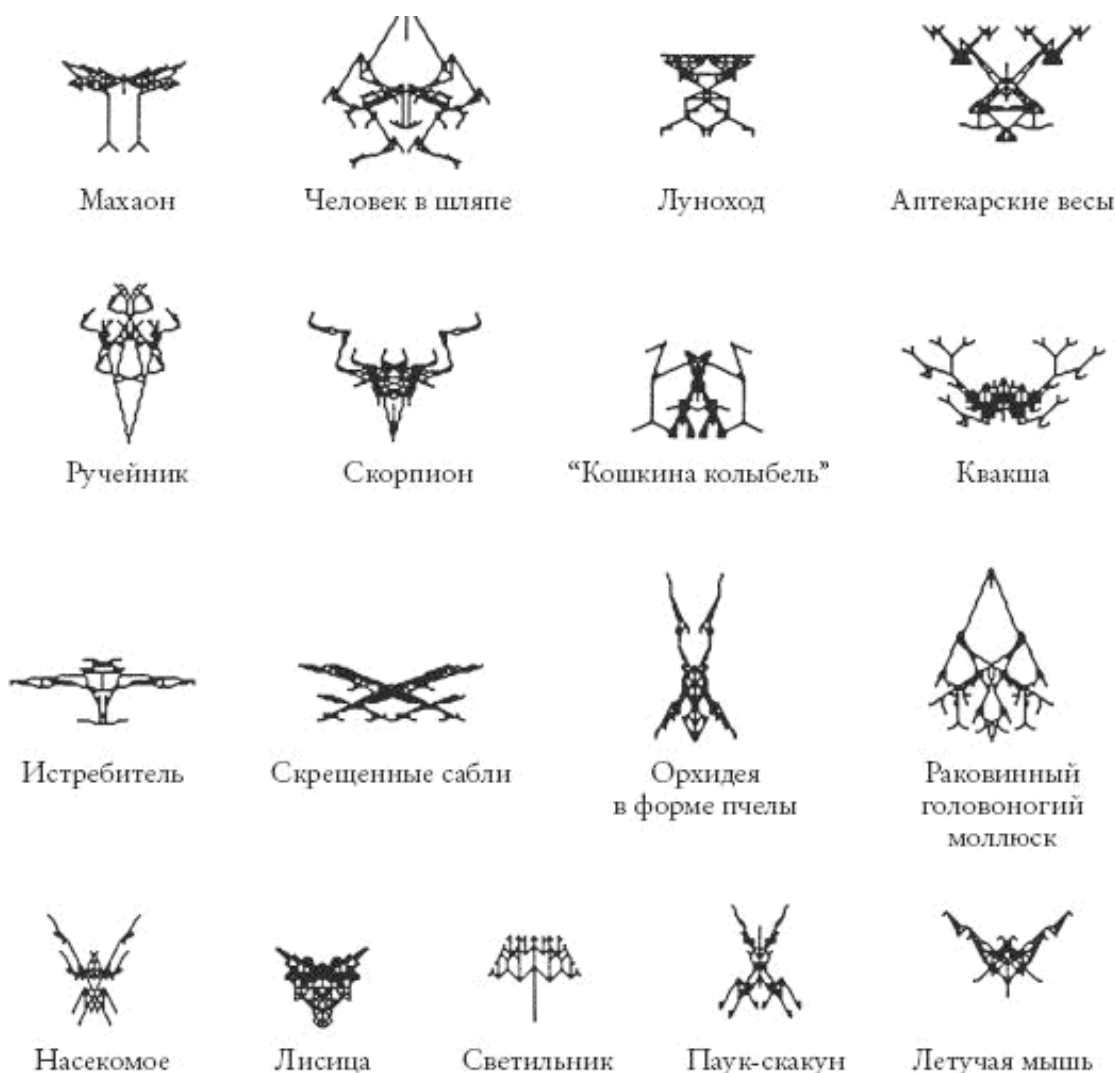 Махаон
Человек в шляпе
Луноход
Аптекарские весы
Ручейник
Скорпион
“Кошкина колыбель”
Квакша
Истребитель
Скрещенные сабли
Орхидея
в форме пчелы
Раковинный
головоногий
моллюск
Насекомое
Лисица
Светильник
Паук-скакун
Летучая мышь